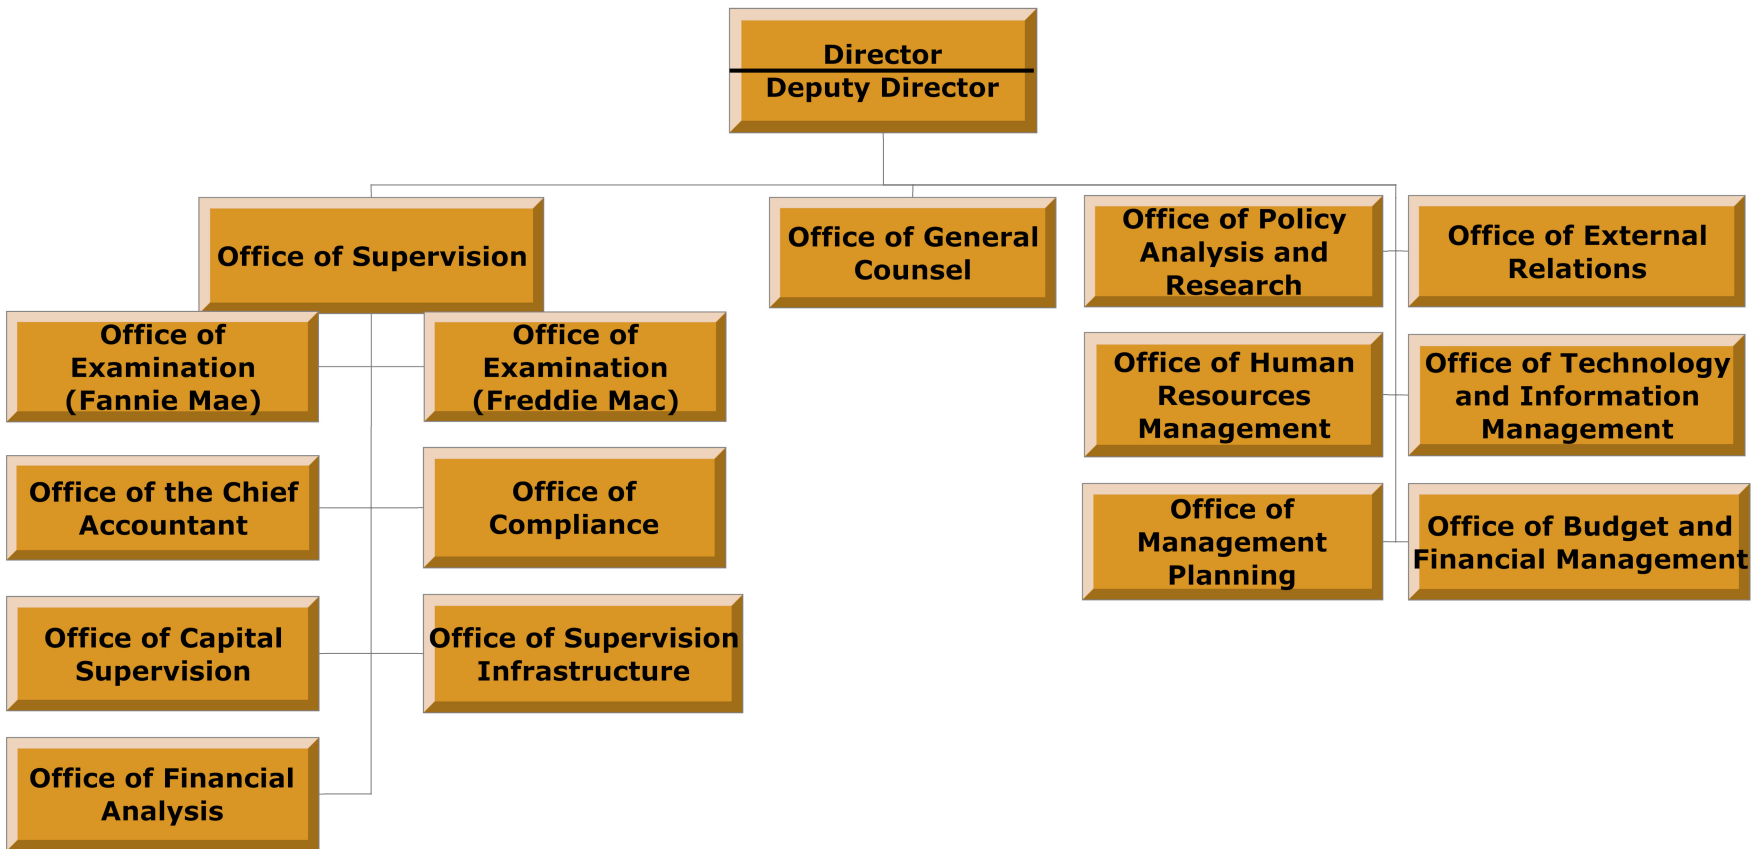 Director
Deputy Director
Office of Supervision
Office of General
Counsel
Office of Policy
Analysis and
Research
Office of External
Relations
Office of
Examination
(Fannie Mae)
Office of
Examination
(Freddie Mac)
Office of Human
Resources
Management
Office of Technology
and Information
Management
Office of the Chief
Accountant
Office of
Compliance
Office of
Management
Planning
Office of Budget and
Financial Management
Office of Capital
Supervision
Office of Supervision
Infrastructure
Office of Financial
Analysis